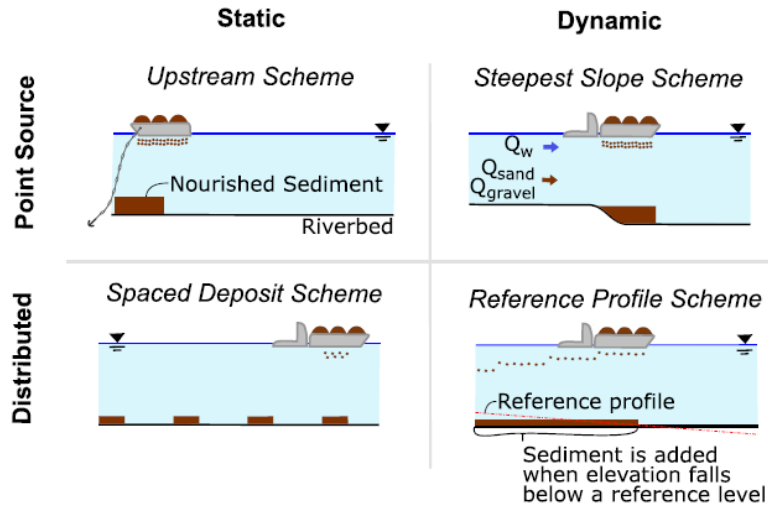 Static
Dynamic
Point Source
Upstream Scheme
Nourished Sediment
Riverbed
Steepest Slope Scheme
Qw
Qsand
Qgravel
Distributed
Spaced Deposit Scheme
Reference Profile Scheme
Reference profile
Sediment is added
when elevation falls
below a reference level